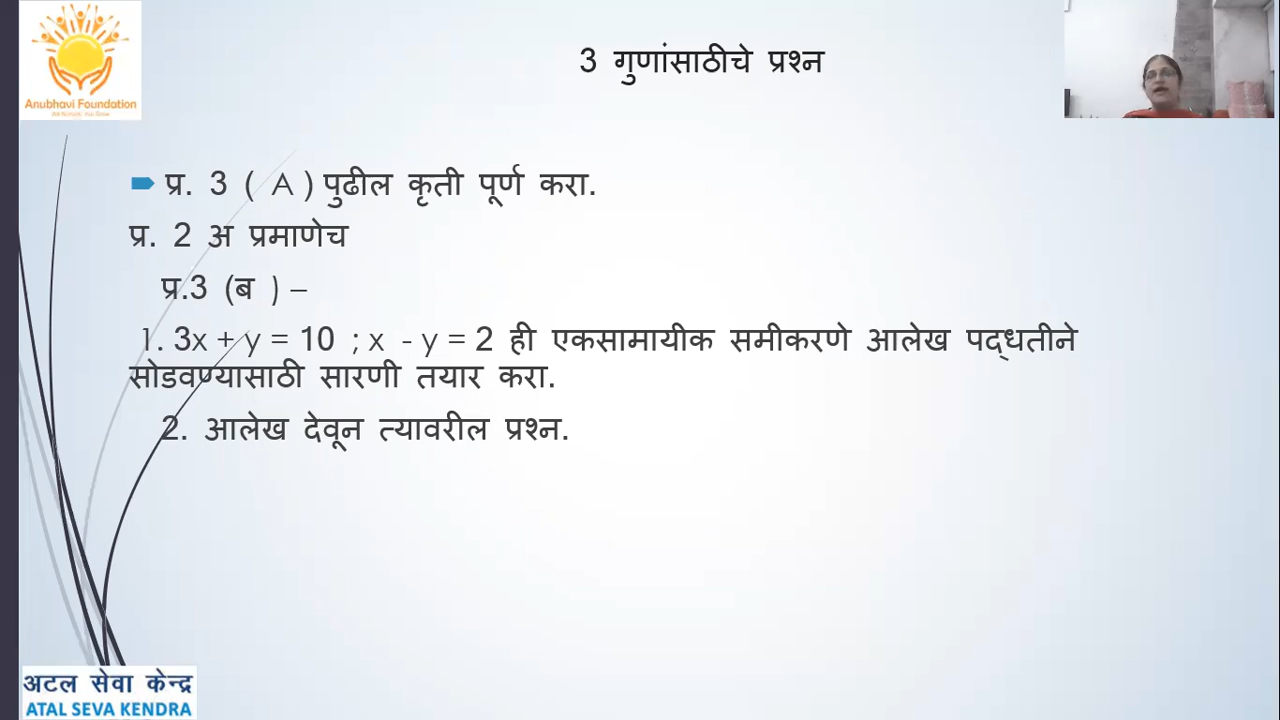 3 गुणांसाठीचे प्रश्न
Anubhavi Foundation
प्र. 3 ( A ) पुढील कृती पूर्ण करा.
प्र. 2 अ प्रमाणेच
प्र.3 (ब ) –
1. 3x + y = 10 ; x - y = 2 ही एकसामायीक समीकरणे आलेख पद्धतीने
सोडवण्यासाठी सारणी तयार करा.
2. आलेख देवून त्यावरील प्रश्न.
अटल सेवा केन्द्र
ATAL SEVA KENDRA